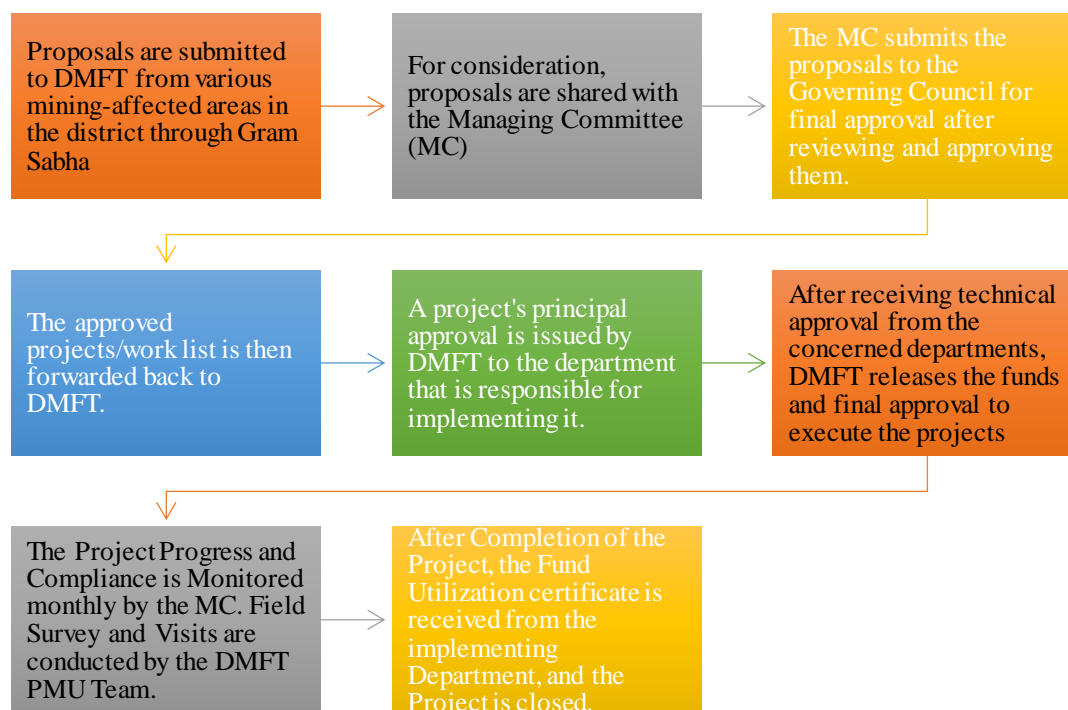 Proposals are submitted
to DMFT from various
mining-affected areas in
the district through Gram
Sabha
For consideration,
proposals are shared with
the Managing Committee
(MC)
The MC submits the
proposals to the
Governing Council for
final approval after
reviewing and approving
them.
The approved
projects/work list is then
forwarded back to
DMFT.
A project's principal
approval is issued by
DMFT to the department
that is responsible for
implementing it.
After receiving technical
approval from the
concerned departments,
DMFT releases the funds
and final approval to
execute the projects
The Project Progress and
Compliance is Monitored
monthly by the MC. Field
Survey and Visits are
conducted by the DMFT
PMU Team.
After Completion of the
Project, the Fund
Utilization certificate is
received from the
implementing
Department, and the
Project is closed.